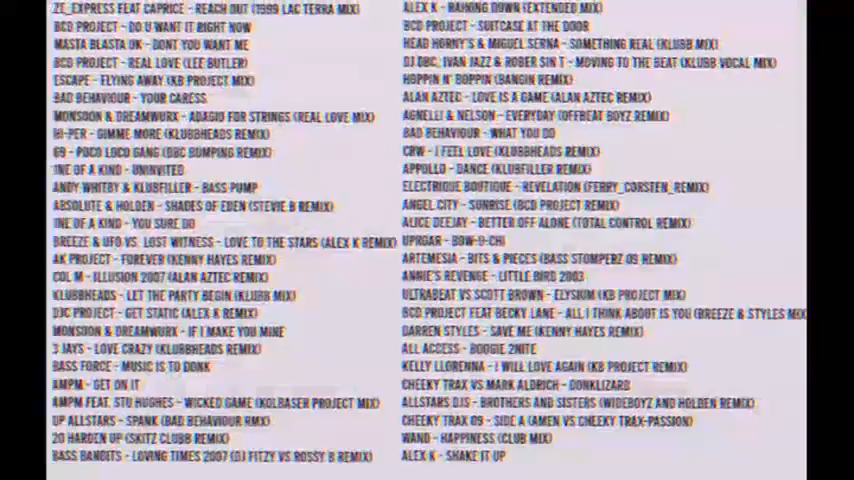 ZE_EXPRESS FEAT CAPRICE - REACH OUT (1999 LAC TERRA MIX)
BCD PROJECT - DO U WANT IT RIGHT NOW
MASTA BLASTA UK - DONT YOU WANT ME
BCD PROJECT - REAL LOVE (LEE BUTLER)
ESCAPE - FLYING AWAY (KB PROJECT MIX)
BAD BEHAVIOUR - YOUR CARESS
MONSOON & DREAMWURX - ADAGIO FOR STRINGS (REAL LOVE MIX)
HI-PER - GIMME MORE (KLUBBHEADS REMIX)
69 - POCO LOCO GANG (DBC BUMPING REMIX)
1NE OF A KIND - UNINVITED
ANDY WHITBY & KLUBFILLER - BASS PUMP
ABSOLUTE & HOLDEN - SHADES OF EDEN (STEVIE B REMIX)
1NE OF A KIND - YOU SURE DO
BREEZE & UFO VS. LOST WITNESS - LOVE TO THE STARS (ALEX K REMIX)
AK PROJECT - FOREVER (KENNY HAYES REMIX)
COL M - ILLUSION 2007 (ALAN AZTEC REMIX)
KLUBBHEADS - LET THE PARTY BEGIN (KLUBB MIX)
DJC PROJECT - GET STATIC (ALEX K REMIX)
MONSOON & DREAMWURX - IF I MAKE YOU MINE
3 JAYS - LOVE CRAZY (KLUBBHEADS REMIX)
BASS FORCE - MUSIC IS TO DONK
AMPM - GET ON IT
AMPM FEAT. STU HUGHES - WICKED GAME (KOLBASER PROJECT MIX)
UP ALLSTARS - SPANK (BAD BEHAVIOUR RMX)
20 HARDEN UP (SKITZ CLUBB REMIX)
BASS BANDITS - LOVING TIMES 2007 (DJ FITZY VS ROSSY B REMIX)
ALEX K - RAINING DOWN (EXTENDED MIX)
BCD PROJECT - SUITCASE AT THE DOOR
HEAD HORNY'S & MIGUEL SERNA - SOMETHING REAL (KLUBB MIX)
DJ DBC, IVAN JAZZ & ROBER SIN T - MOVING TO THE BEAT (KLUBB VOCAL MIX)
HOPPIN N' BOPPIN (BANGIN REMIX)
ALAN AZTEC - LOVE IS A GAME (ALAN AZTEC REMIX)
AGNELLI & NELSON - EVERYDAY (OFFBEAT BOYZ REMIX)
BAD BEHAVIOUR - WHAT YOU DO
CRW - I FEEL LOVE (KLUBBHEADS REMIX)
APPOLLO - DANCE (KLUBFILLER REMIX)
ELECTRIQUE BOUTIQUE - REVELATION (FERRY_CORSTEN_REMIX)
ANGEL CITY - SUNRISE (BCD PROJECT REMIX)
ALICE DEEJAY - BETTER OFF ALONE (TOTAL CONTROL REMIX)
UPROAR - BOW-U-CHI
ARTEMESIA - BITS & PIECES (BASS STOMPERZ 09 REMIX)
ANNIE'S REVENGE - LITTLE BIRD 2003
ULTRABEAT VS SCOTT BROWN - ELYSIUM (KB PROJECT MIX)
BCD PROJECT FEAT BECKY LANE - ALL I THINK ABOUT IS YOU (BREEZE & STYLES MIX
DARREN STYLES - SAVE ME (KENNY HAYES REMIX)
ALL ACCESS - BOOGIE 2NITE
KELLY LLORENNA - I WILL LOVE AGAIN (KB PROJECT REMIX)
CHEEKY TRAX VS MARK ALDRICH - DONKLIZARD
ALLSTARS DJS - BROTHERS AND SISTERS (WIDEBOYZ AND HOLDEN REMIX)
CHEEKY TRAX 09 - SIDE A (AMEN VS CHEEKY TRAX-PASSION)
WAND - HAPPINESS (CLUB MIX)
ALEX K - SHAKE IT UP